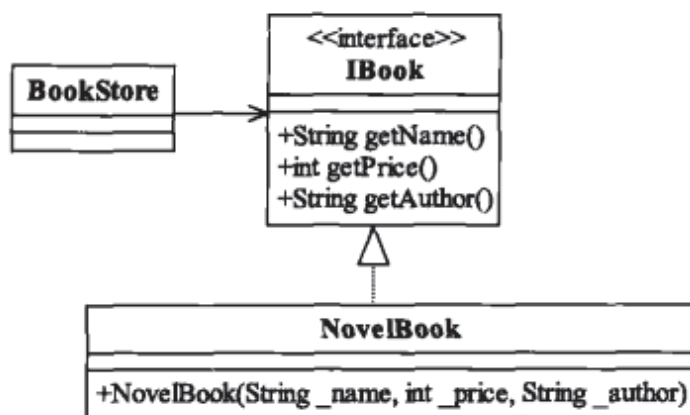 BookStore
<<interface>>
IBook
+String getName()
+int getPrice()
+String getAuthor()
NovelBook
+NovelBook(String _name, int _price, String _author)